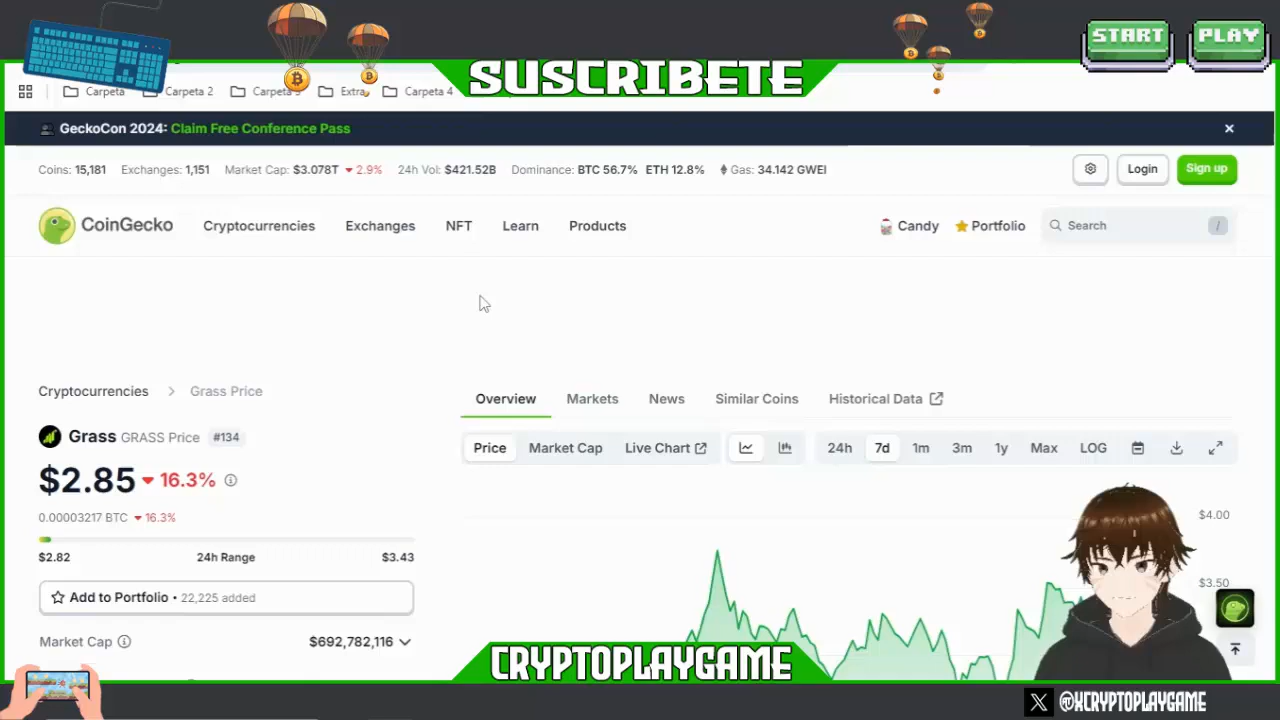 START
PLAY
SUSCRIBETE
Carpeta
Carpeta 2
Carpeta
Extra
Carpeta 4
GeckoCon 2024: Claim Free Conference Pass
Coins: 15,181 Exchanges: 1,151 Market Cap: $3.078T 2.9% 24h Vol: $421.52B Dominance: BTC 56.7% ETH 12.8% Gas: 34.142 GWEI
Login
Sign up
CoinGecko
Cryptocurrencies
Exchanges
NFT
Learn
Products
Candy
Portfolio
Search /
Cryptocurrencies > Grass Price
Overview
Markets
News
Similar Coins
Historical Data
Grass GRASS Price #134
Price
Market Cap
Live Chart
24h 7d 1m 3m 1y Max LOG
$2.85 16.3%
0.00003217 BTC 16.3%
$2.82 24h Range $3.43
Add to Portfolio • 22,225 added
Market Cap $692,782,116
$4.00
$3.50
CRYPTOPLAYGAME
X @XCRYPTOPLAYGAME